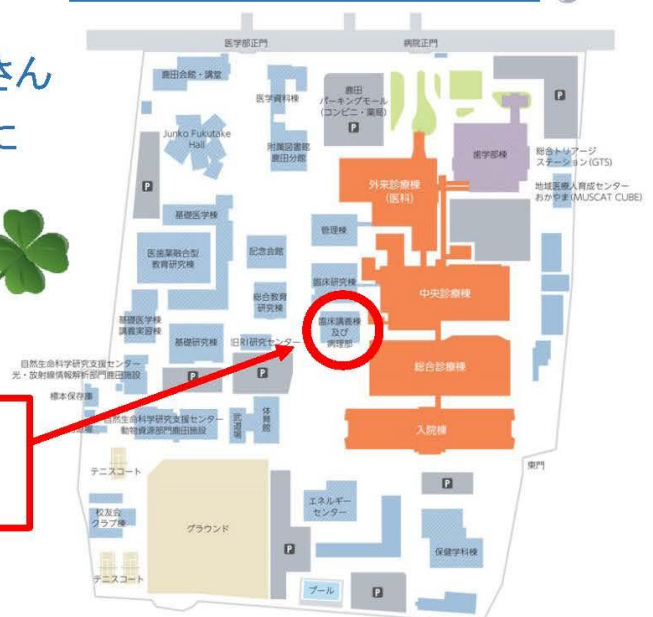 医学部正門
病院正門
さん
に
鹿田会館・講堂
医学資料棟
鹿田
パーキングモール
(コンビニ・薬局)
P
P
Junko Fukutake
Hall
附属図書館
鹿田分館
歯学部棟
総合トリアージ
ステーション(GTS)
外来診療棟
(医科)
地域医療人育成センター
おかやま(MUSCAT CUBE)
P
基礎医学棟
管理棟
医歯薬融合型
教育研究棟
記念会館
臨床研究棟
中央診療棟
総合教育
研究棟
基礎医学棟
講義実習棟
臨床講義棟
及び
病理部
基礎研究棟
旧RI研究センター
自然生命科学研究支援センター
光・放射線情報解析部門鹿田施設
P
P
総合診療棟
標本保存庫
自然生命科学研究支援センター
動物資源部門鹿田施設
武道場
体育館
入院棟
東門
テニスコート
P
エネルギー
センター
校友会
クラブ棟
グラウンド
P
保健学科棟
テニスコート
プール
P